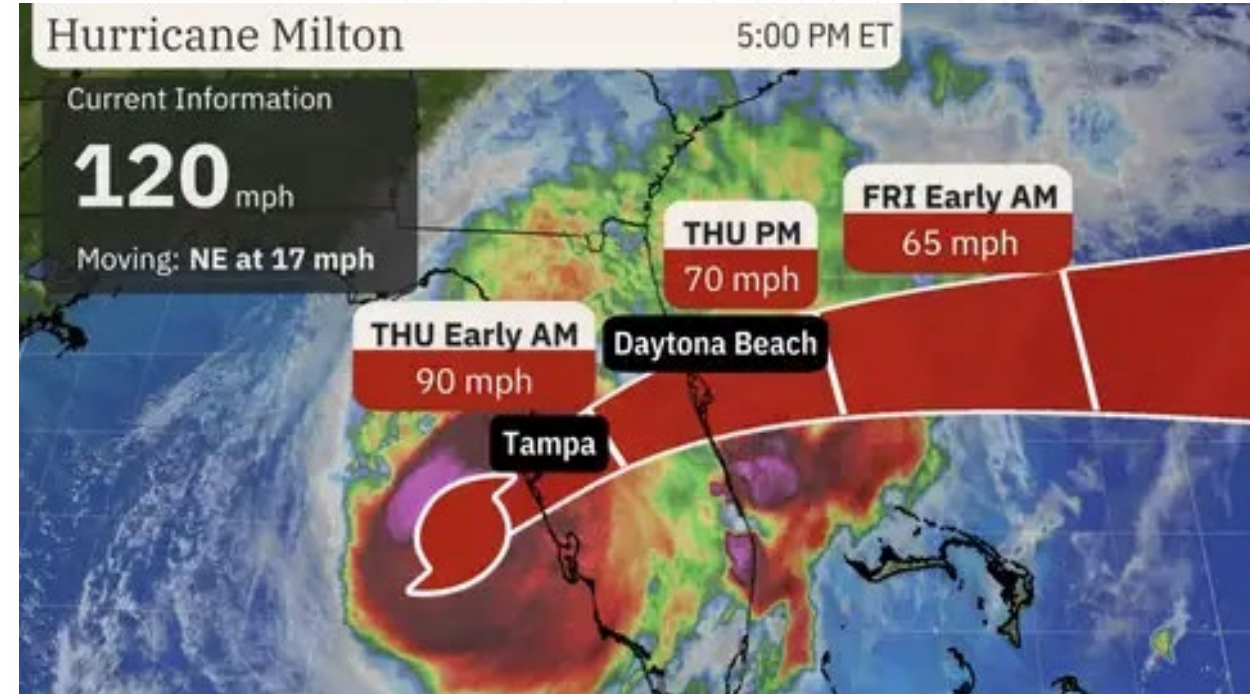 Hurricane Milton
5:00 PM ET
Current Information
120 mph
Moving: NE at 17 mph
FRI Early AM
65 mph
THU PM
70 mph
THU Early AM
90 mph
Daytona Beach
Tampa